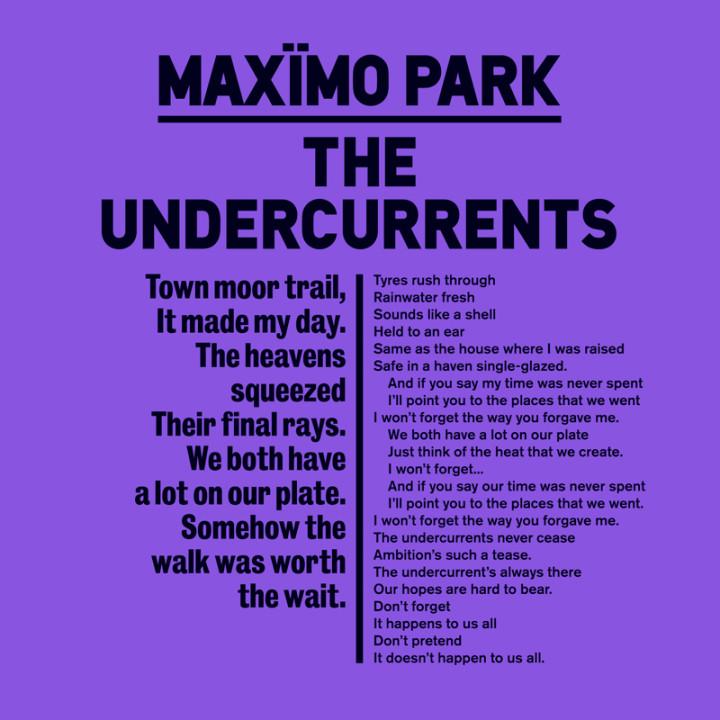 MAXÏMO PARK
THE
UNDERCURRENTS
Town moor trail,
It made my day.
The heavens
squeezed
Their final rays.
We both have
a lot on our plate.
Somehow the
walk was worth
the wait.
Tyres rush through
Rainwater fresh
Sounds like a shell
Held to an ear
Same as the house where I was raised
Safe in a haven single-glazed.
And if you say my time was never spent
I'll point you to the places that we went
I won't forget the way you forgave me.
We both have a lot on our plate
Just think of the heat that we create.
I won't forget...
And if you say our time was never spent
I'll point you to the places that we went.
I won't forget the way you forgave me.
The undercurrents never cease
Ambition's such a tease.
The undercurrent's always there
Our hopes are hard to bear.
Don't forget
It happens to us all
Don't pretend
It doesn't happen to us all.